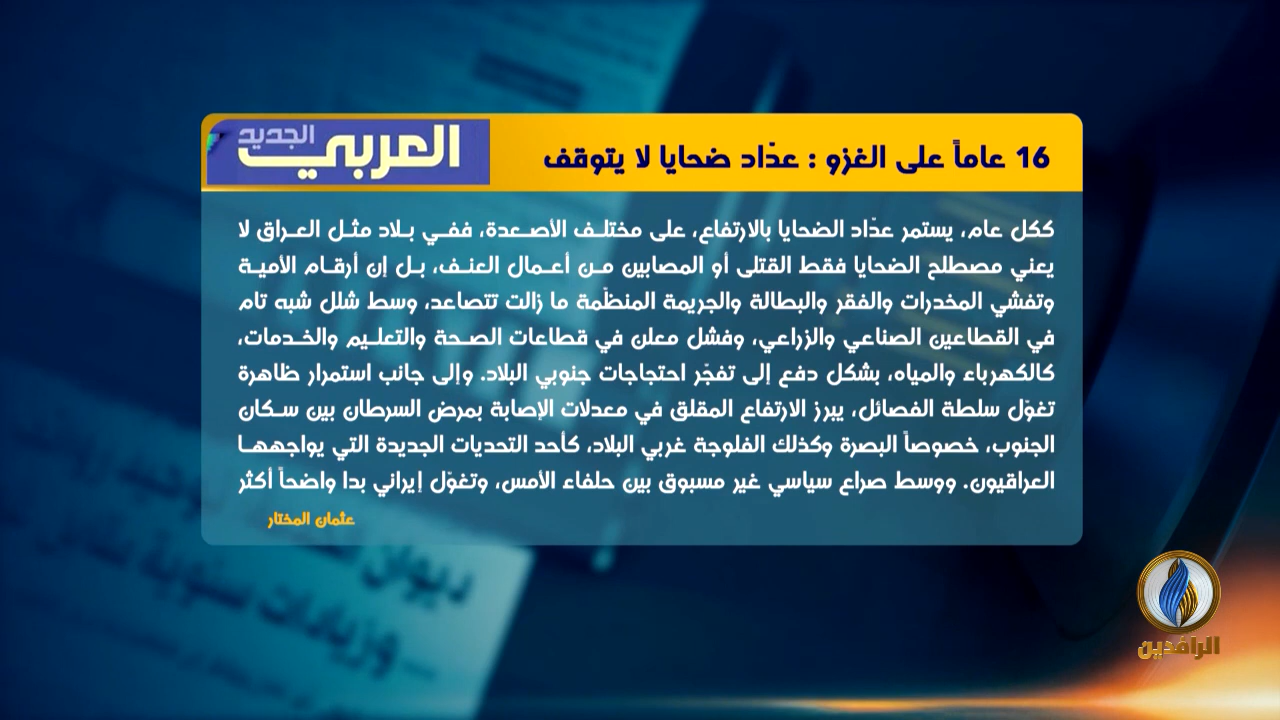 16 عاماً على الغزو : عدّاد ضحايا لا يتوقف
العربي الجديد
ككل عام، يستمر عدّاد الضحايا بالارتفاع، على مختلف الأصعدة، ففي بلاد مثل العراق لا
يعني مصطلح الضحايا فقط القتلى أو المصابين من أعمال العنف، بل إن أرقام الأمية
وتفشي المخدرات والفقر والبطالة والجريمة المنظّمة ما زالت تتصاعد، وسط شلل شبه تام
في القطاعين الصناعي والزراعي، وفشل معلن في قطاعات الصحة والتعليم والخدمات،
كالكهرباء والمياه، بشكل دفع إلى تفجّر احتجاجات جنوبي البلاد. وإلى جانب استمرار ظاهرة
تغوّل سلطة الفصائل، يبرز الارتفاع المقلق في معدلات الإصابة بمرض السرطان بين سكان
الجنوب، خصوصاً البصرة وكذلك الفلوجة غربي البلاد، كأحد التحديات الجديدة التي يواجهها
العراقيون. ووسط صراع سياسي غير مسبوق بين حلفاء الأمس، وتغوّل إيراني بدا واضحاً أكثر
عثمان المختار
ديوان
وزيادات سنوية
الرافدين